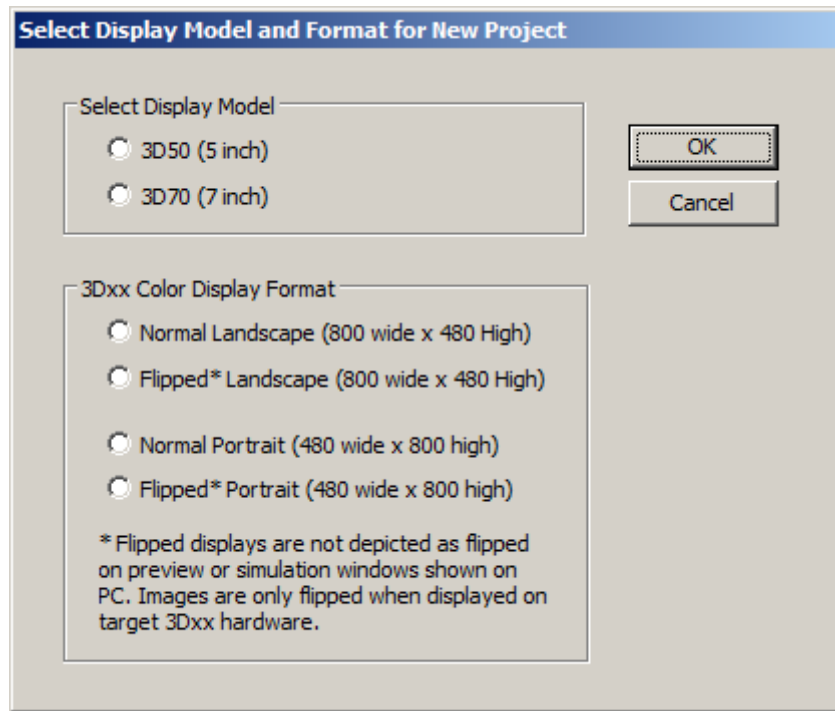 Select Display Model and Format for New Project
Select Display Model
3D50 (5 inch)
3D70 (7 inch)
OK
Cancel
3Dxx Color Display Format
Normal Landscape (800 wide x 480 High)
Flipped* Landscape (800 wide x 480 High)
Normal Portrait (480 wide x 800 high)
Flipped* Portrait (480 wide x 800 high)
* Flipped displays are not depicted as flipped
on preview or simulation windows shown on
PC. Images are only flipped when displayed on
target 3Dxx hardware.